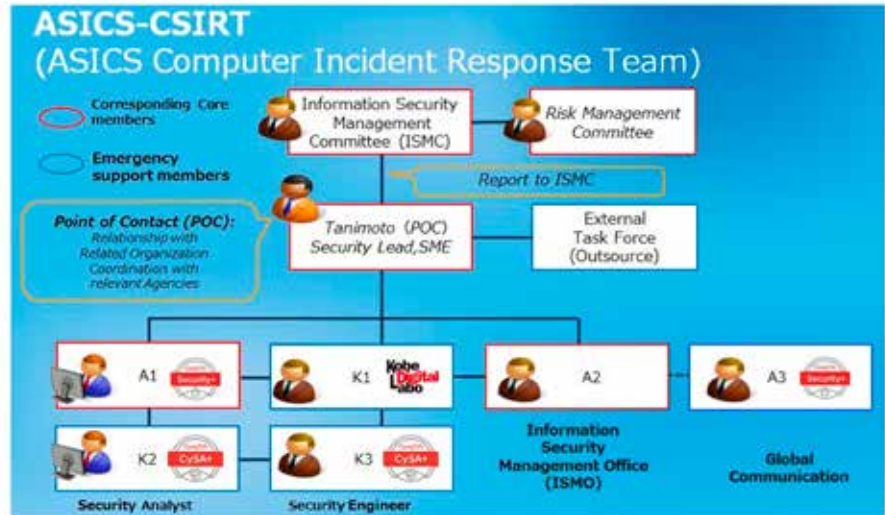 ASICS-CSIRT
(ASICS Computer Incident Response Team)
Corresponding Core
members
Emergency
support members
Information Security
Management
Committee (ISMC)
Risk Management
Committee
Report to ISMC
Point of Contact (POC):
Relationship with
Related Organization
Coordination with
relevant Agencies
Tanimoto (POC)
Security Lead,SME
External
Task Force
(Outsource)
A1
Security+
K1
Kobe
Digital
Labo
A2
A3
Security+
K2
CySA+
K3
CySA+
Information
Security
Management Office
(ISMO)
Global
Communication
Security Analyst
Security Engineer